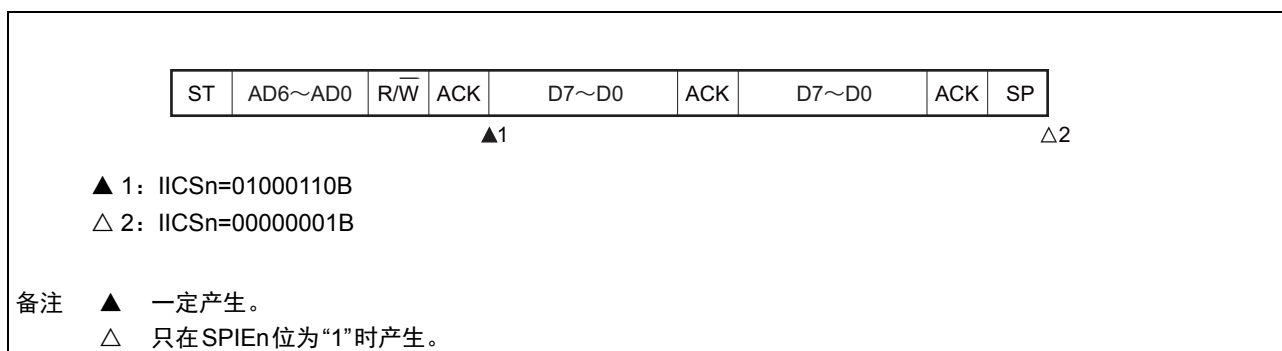 ST AD6～AD0 R/W̅ ACK D7～D0 ACK D7～D0 ACK SP
▲1 △2
▲ 1：IICSn=01000110B
△ 2：IICSn=00000001B
备注 ▲ 一定产生。
△ 只在SPIEn位为“1”时产生。